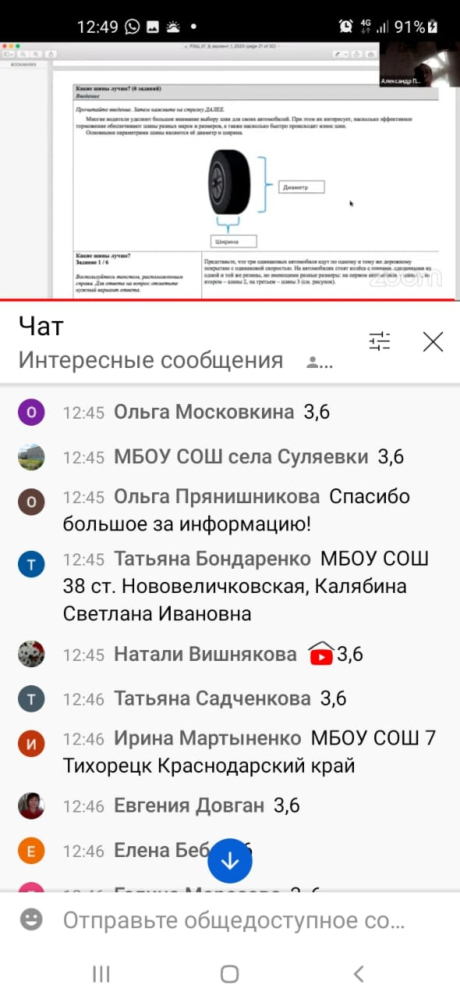 12:49
4G
91%
РЭШ_ЕГ_8_вариант_1_2020 (page 21 of 32)
BOOKMARKS
Александр П...
Какие шины лучше? (6 заданий)
Введение
Прочитайте введение. Затем нажмите на стрелку ДАЛЕЕ.
Многие водители уделяют большое внимание выбору шин для своих автомобилей. При этом их интересует, насколько эффективное
торможение обеспечивают шины разных марок и размеров, а также насколько быстро происходит износ шин.
Основными параметрами шины являются её диаметр и ширина.
Диаметр
Ширина
Какие шины лучше?
Задание 1 / 6
Воспользуйтесь текстом, расположенным
справа. Для ответа на вопрос отметьте
нужный вариант ответа.
Представьте, что три одинаковых автомобиля едут по одному и тому же дорожному
покрытию с одинаковой скоростью. На автомобилях стоят колёса с шинами, сделанными из
одной и той же резины, но имеющими разные размеры: на первом автомобиле – шины 1, на
втором – шины 2, на третьем – шины 3 (см. рисунок).
zoom
Чат
Интересные сообщения
...
О 12:45 Ольга Московкина 3,6
12:45 МБОУ СОШ села Суляевки 3,6
О 12:45 Ольга Прянишникова Спасибо
большое за информацию!
Т 12:45 Татьяна Бондаренко МБОУ СОШ
38 ст. Нововеличковская, Калябина
Светлана Ивановна
12:45 Натали Вишнякова 3,6
Т 12:46 Татьяна Садченкова 3,6
И 12:46 Ирина Мартыненко МБОУ СОШ 7
Тихорецк Краснодарский край
12:46 Евгения Довган 3,6
Е 12:46 Елена Беб
Отправьте общедоступное со...